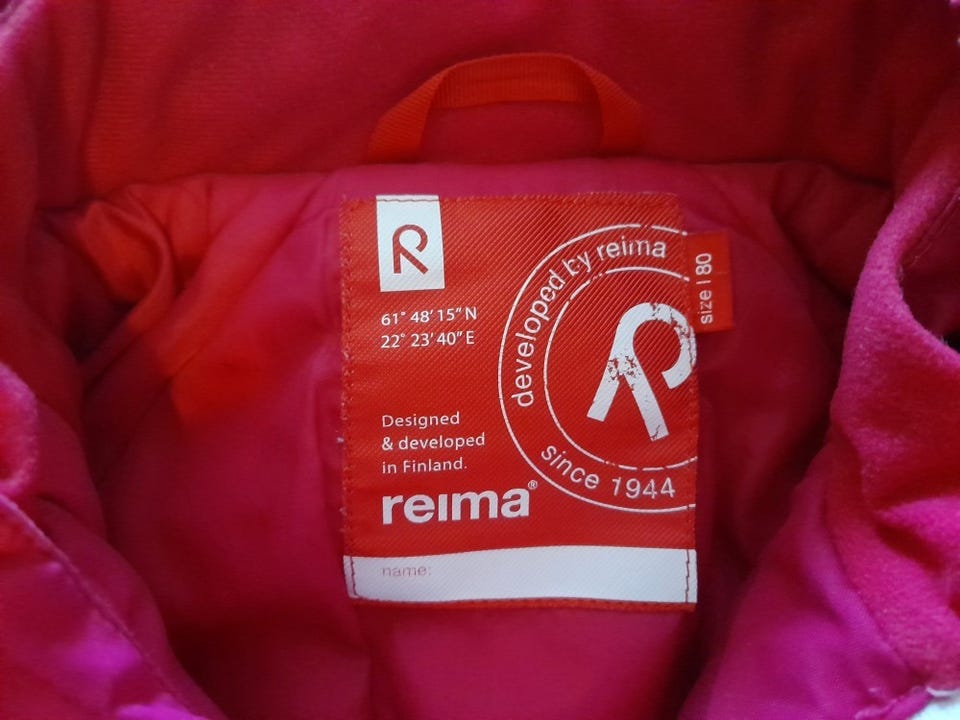 R
61° 48' 15" N
22° 23' 40" E
Designed
& developed
in Finland.
reima®
name:
developed by reima
since 1944
size | 80